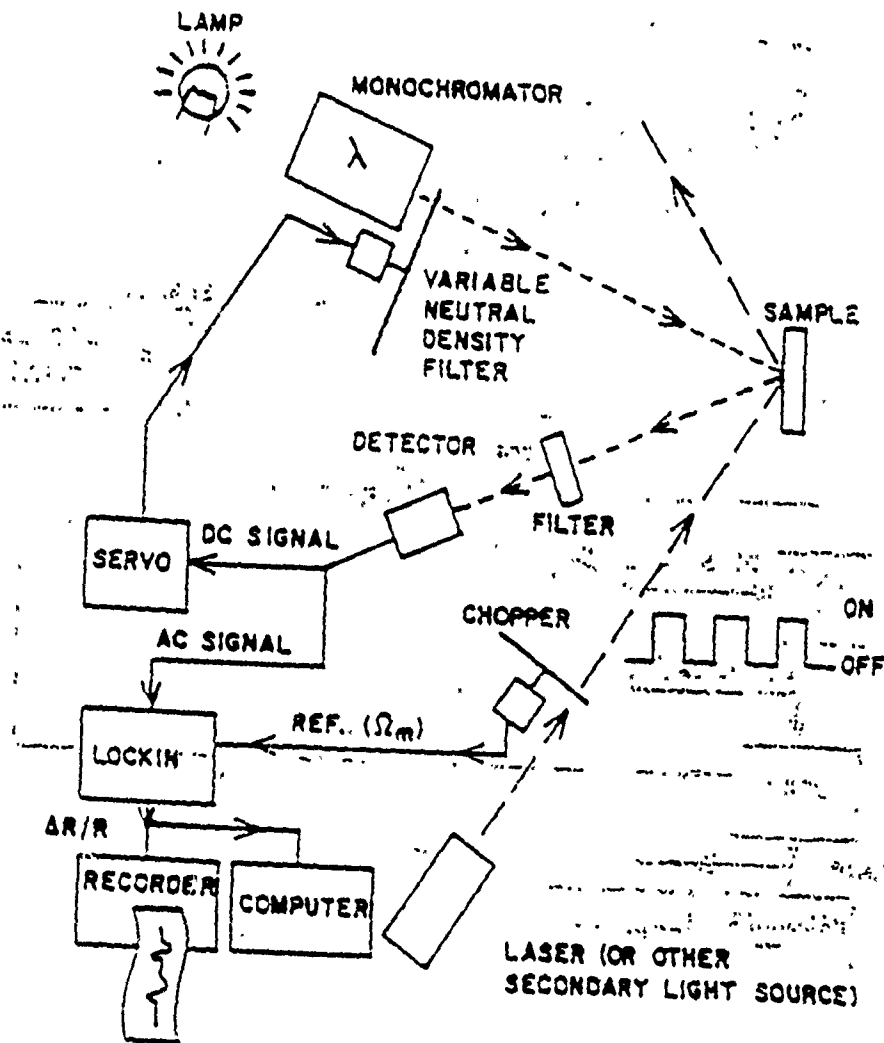 LAMP
MONOCHROMATOR
λ
VARIABLE
NEUTRAL
DENSITY
FILTER
SAMPLE
DETECTOR
FILTER
DC SIGNAL
SERVO
AC SIGNAL
CHOPPER
ON
OFF
REF.. (Ωm)
LOCKIN
ΔR/R
RECORDER
COMPUTER
LASER (OR OTHER
SECONDARY LIGHT SOURCE)